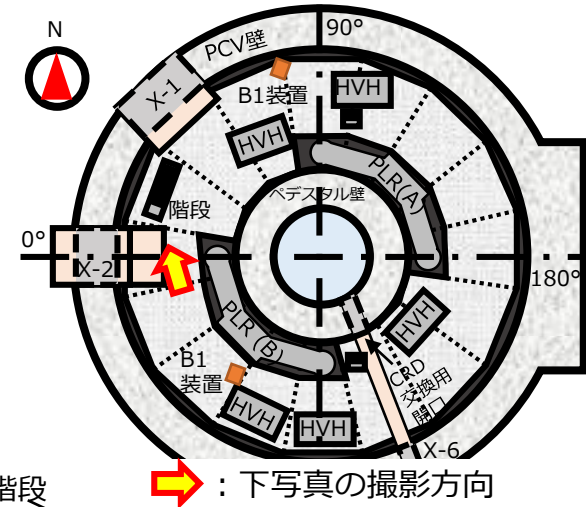 N
PCV壁
90°
X-1
B1装置
HVH
HVH
PLR(A)
ペデスタル壁
階段
0°
X-2
180°
PLR (B)
HVH
B1
装置
CRD
交換用
開口
HVH
HVH
X-6
階段
：下写真の撮影方向